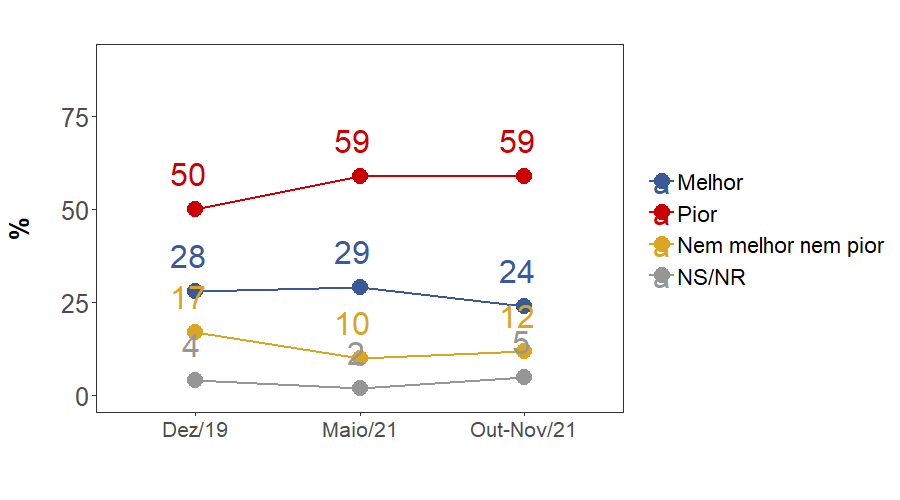 75
50
25
0
%
50
59
59
28
29
24
17
10
12
4
2
5
Dez/19
Maio/21
Out-Nov/21
a Melhor
a Pior
a Nem melhor nem pior
a NS/NR